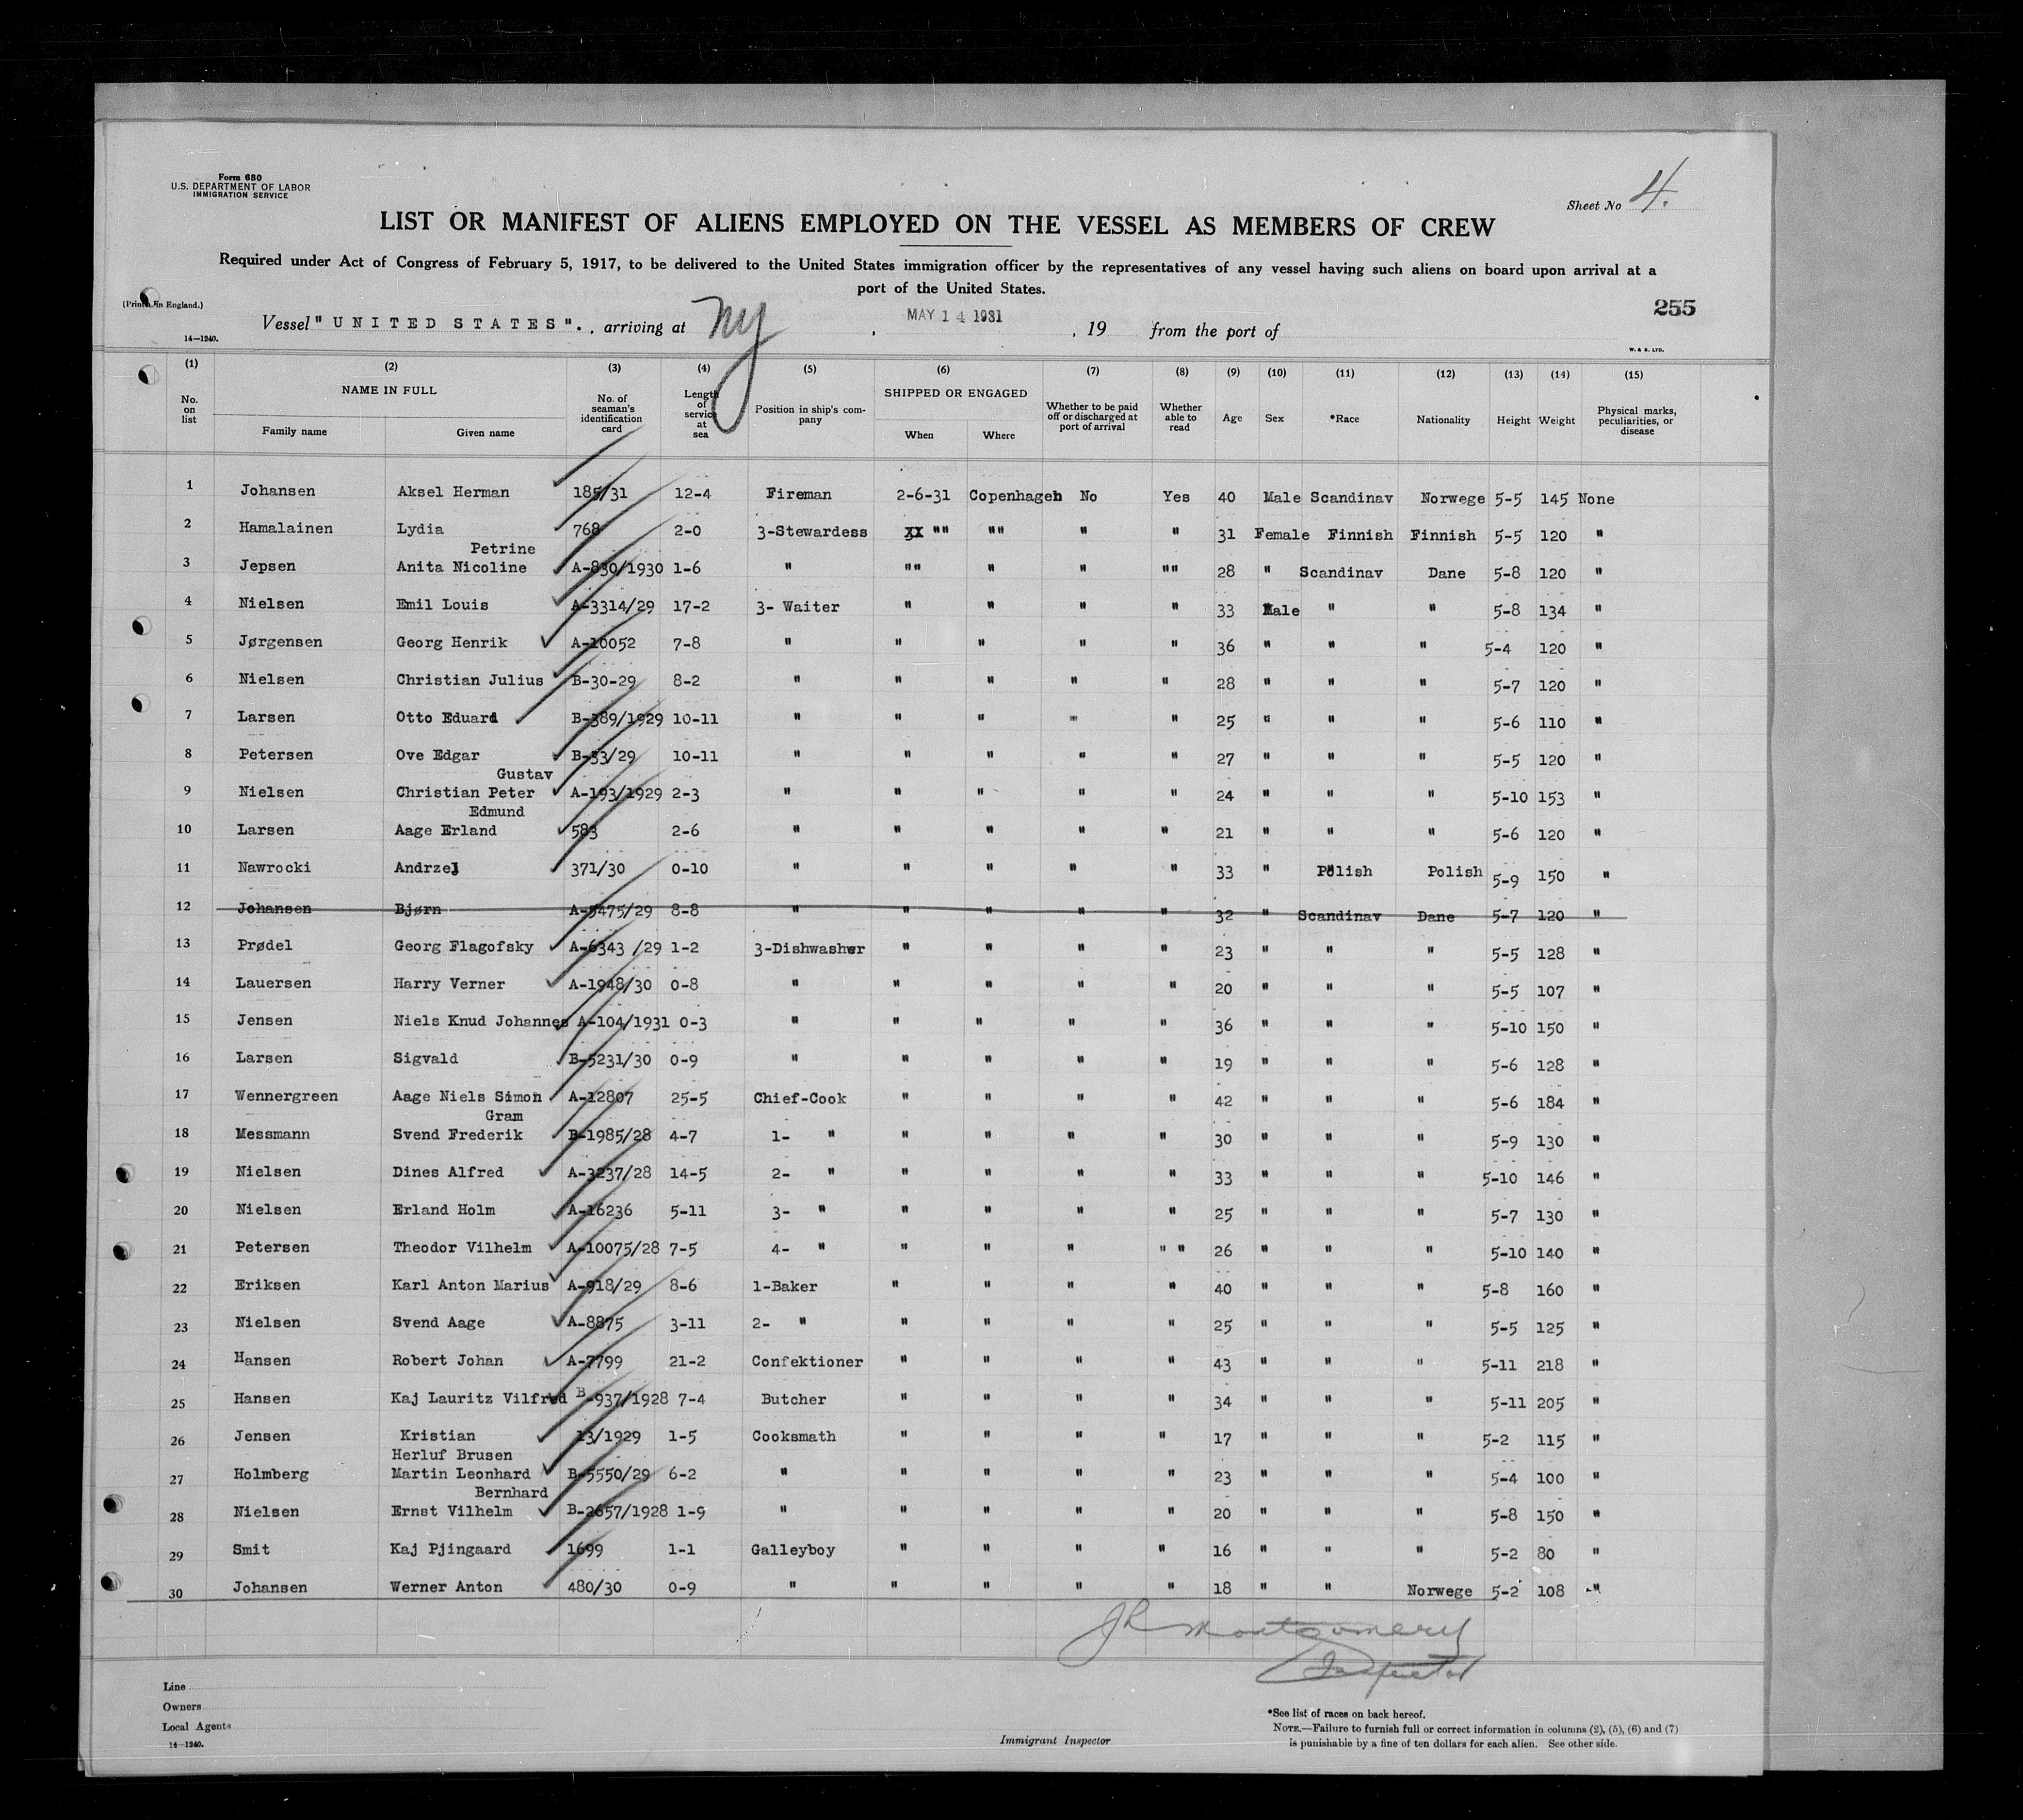 Form 680
U.S. DEPARTMENT OF LABOR
IMMIGRATION SERVICE
Sheet No 4.
LIST OR MANIFEST OF ALIENS EMPLOYED ON THE VESSEL AS MEMBERS OF CREW
Required under Act of Congress of February 5, 1917, to be delivered to the United States immigration officer by the representatives of any vessel having such aliens on board upon arrival at a
port of the United States.
(Printed in England.)
255
Vessel "UNITED STATES". , arriving at NY , MAY 14 1931 , 19 from the port of
14—1240.
W. & S. LTD.
(1) (2) (3) (4) (5) (6) (7) (8) (9) (10) (11) (12) (13) (14) (15)
No. on list NAME IN FULL Family name Given name No. of seaman's identification card Length of service at sea Position in ship's company SHIPPED OR ENGAGED When Where Whether to be paid off or discharged at port of arrival Whether able to read Age Sex *Race Nationality Height Weight Physical marks, peculiarities, or disease
1 Johansen Aksel Herman 185/31 12-4 Fireman 2-6-31 Copenhagen No Yes 40 Male Scandinav Norwege 5-5 145 None
2 Hamalainen Lydia 768 2-0 3-Stewardess xx "" "" " " 31 Female Finnish Finnish 5-5 120 "
Petrine
3 Jepsen Anita Nicoline A-830/1930 1-6 " "" " " "" 28 " Scandinav Dane 5-8 120 "
4 Nielsen Emil Louis A-3314/29 17-2 3- Waiter " " " " 33 Male " " 5-8 134 "
5 Jørgensen Georg Henrik A-10052 7-8 " " " " " 36 " " " 5-4 120 "
6 Nielsen Christian Julius B-30-29 8-2 " " " " " 28 " " " 5-7 120 "
7 Larsen Otto Eduard B-389/1929 10-11 " " " " " 25 " " " 5-6 110 "
8 Petersen Ove Edgar B-53/29 10-11 " " " " " 27 " " " 5-5 120 "
Gustav
9 Nielsen Christian Peter A-193/1929 2-3 " " " " " 24 " " " 5-10 153 "
Edmund
10 Larsen Aage Erland 583 2-6 " " " " " 21 " " " 5-6 120 "
11 Nawrocki Andrzej 371/30 0-10 " " " " " 33 " Polish Polish 5-9 150 "
12 Johansen Bjørn A-5475/29 8-8 " " " " " 32 " Scandinav Dane 5-7 120 "
13 Prødel Georg Flagofsky A-6343 /29 1-2 3-Dishwasher " " " " 23 " " " 5-5 128 "
14 Lauersen Harry Verner A-1948/30 0-8 " " " " " 20 " " " 5-5 107 "
15 Jensen Niels Knud Johannes A-104/1931 0-3 " " " " " 36 " " " 5-10 150 "
16 Larsen Sigvald B-5231/30 0-9 " " " " " 19 " " " 5-6 128 "
17 Wennergreen Aage Niels Simon A-12807 25-5 Chief-Cook " " " " 42 " " " 5-6 184 "
Gram
18 Messmann Svend Frederik B-1985/28 4-7 1- " " " " " 30 " " " 5-9 130 "
19 Nielsen Dines Alfred A-3237/28 14-5 2- " " " " " 33 " " " 5-10 146 "
20 Nielsen Erland Holm A-16236 5-11 3- " " " " " 25 " " " 5-7 130 "
21 Petersen Theodor Vilhelm A-10075/28 7-5 4- " " " " " " 26 " " " 5-10 140 "
22 Eriksen Karl Anton Marius A-918/29 8-6 1-Baker " " " " 40 " " " 5-8 160 "
23 Nielsen Svend Aage A-8875 3-11 2- " " " " " 25 " " " 5-5 125 "
24 Hansen Robert Johan A-7799 21-2 Confektioner " " " " 43 " " " 5-11 218 "
25 Hansen Kaj Lauritz Vilfred B-937/1928 7-4 Butcher " " " " 34 " " " 5-11 205 "
26 Jensen Kristian 13/1929 1-5 Cooksmath " " " " 17 " " " 5-2 115 "
Herluf Brusen
27 Holmberg Martin Leonhard B-5550/29 6-2 " " " " " 23 " " " 5-4 100 "
Bernhard
28 Nielsen Ernst Vilhelm B-2657/1928 1-9 " " " " " 20 " " " 5-8 150 "
29 Smit Kaj Pjingaard 1699 1-1 Galleyboy " " " " 16 " " " 5-2 80 "
30 Johansen Werner Anton 480/30 0-9 " " " " " 18 " " Norwege 5-2 108 "
JR Montgomery
Inspector
Line
Owners
Local Agents
14—1240.
Immigrant Inspector
*See list of races on back hereof.
NOTE.—Failure to furnish full or correct information in columns (2), (5), (6) and (7)
is punishable by a fine of ten dollars for each alien. See other side.